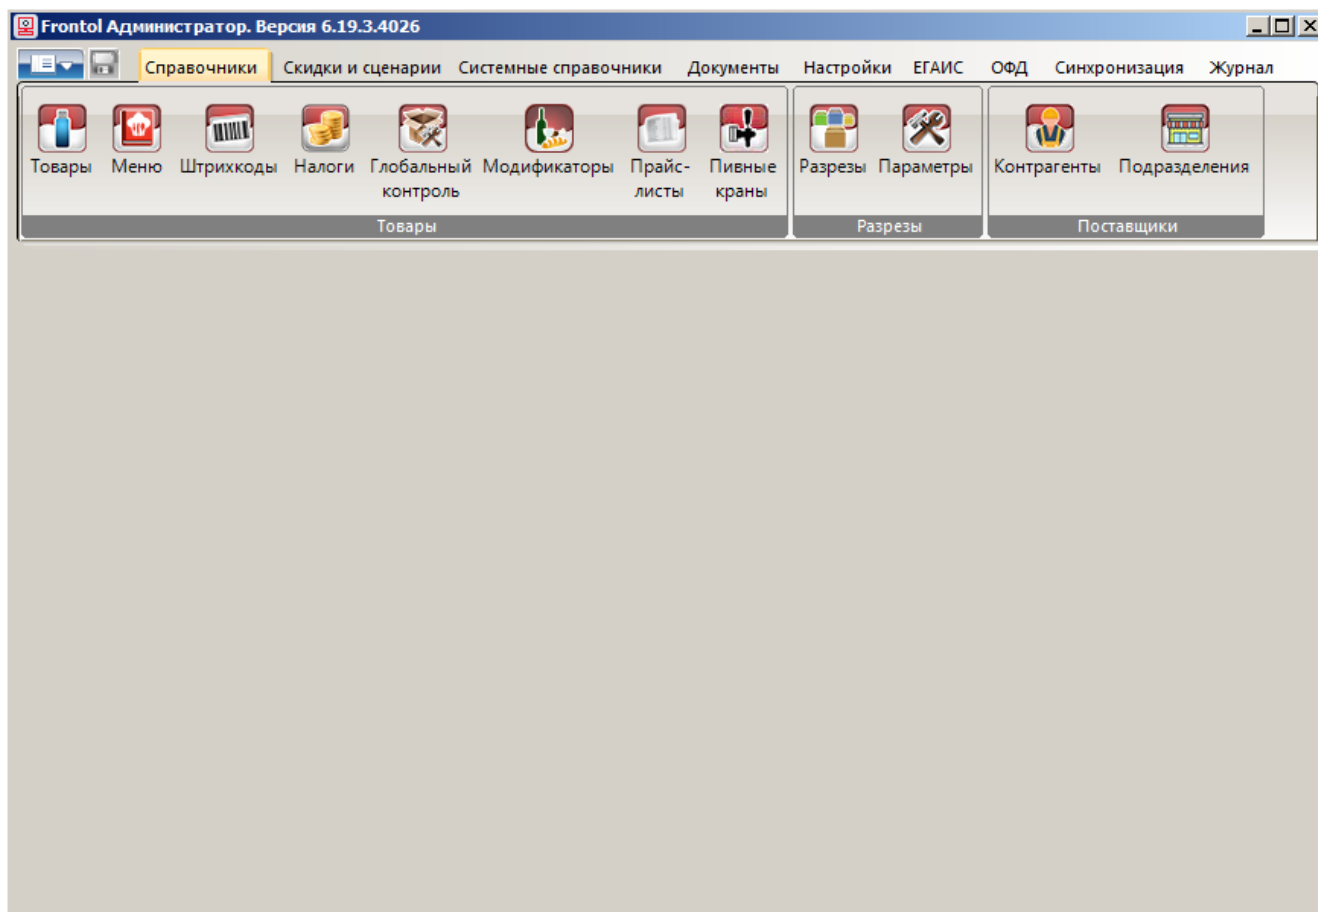 Frontol Администратор. Версия 6.19.3.4026
Справочники Скидки и сценарии Системные справочники Документы Настройки ЕГАИС ОФД Синхронизация Журнал
Товары Меню Штрихкоды Налоги Глобальный контроль Модификаторы Прайс-листы Пивные краны Разрезы Параметры Контрагенты Подразделения
Товары Разрезы Поставщики